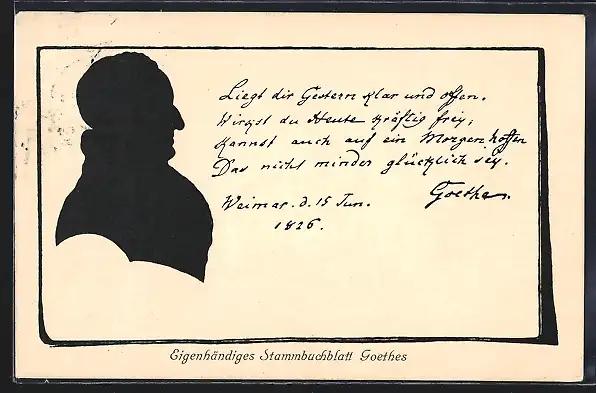 Liegt dir Gestern klar und offen,
Wirkst du Heute kräftig frey;
Kannst auch auf ein Morgen hoffen
Das nicht minder glücklich sey.
Weimar. d. 15 Jun.
1826.
Goethe.
Eigenhändiges Stammbuchblatt Goethes